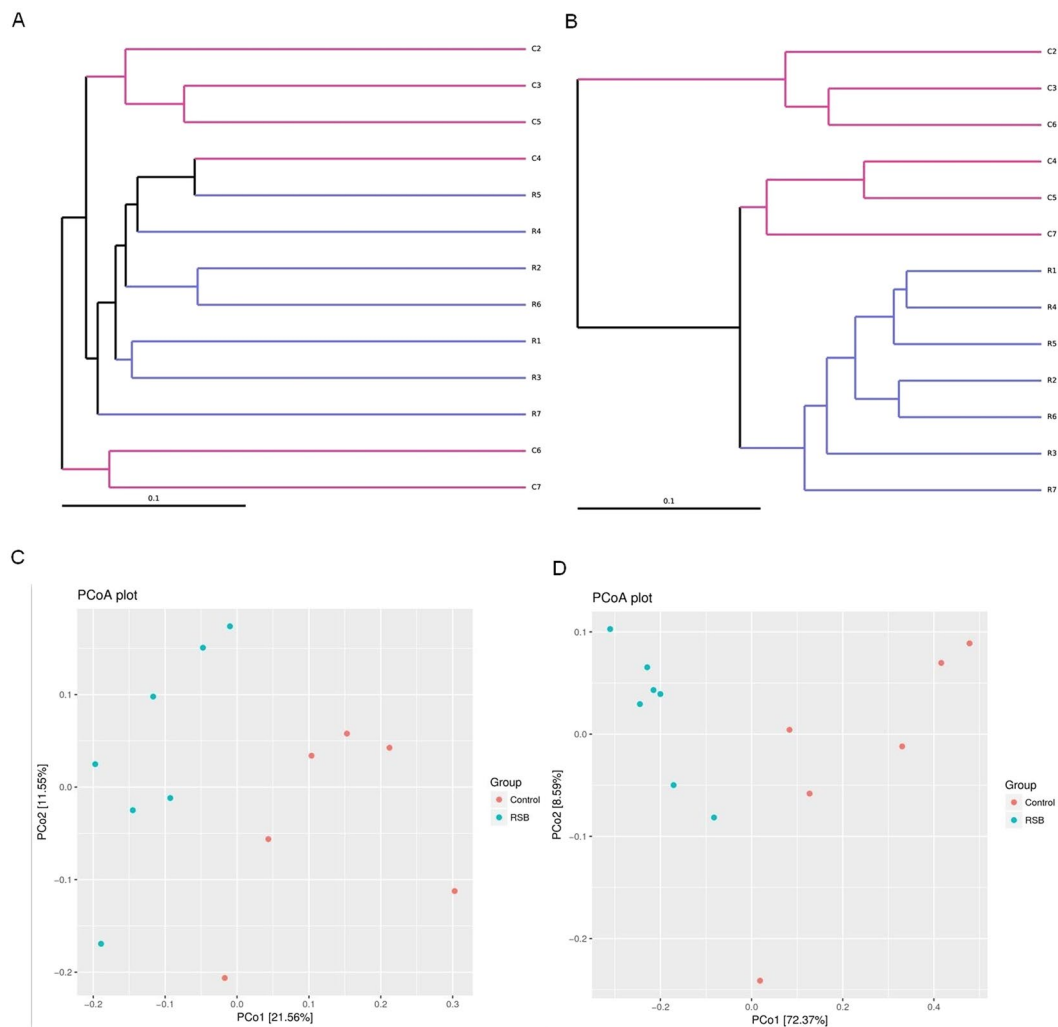 A
C2
C3
C5
C4
R5
R4
R2
R6
R1
R3
R7
C6
C7
0.1
B
C2
C3
C6
C4
C5
C7
R1
R4
R5
R2
R6
R3
R7
0.1
C
PCoA plot
PCo2 [11.55%]
0.1
0.0
−0.1
−0.2
−0.2
−0.1
0.0
0.1
0.2
0.3
PCo1 [21.56%]
Group
Control
RSB
D
PCoA plot
PCo2 [8.59%]
0.1
0.0
−0.1
−0.2
−0.2
0.0
0.2
0.4
PCo1 [72.37%]
Group
Control
RSB